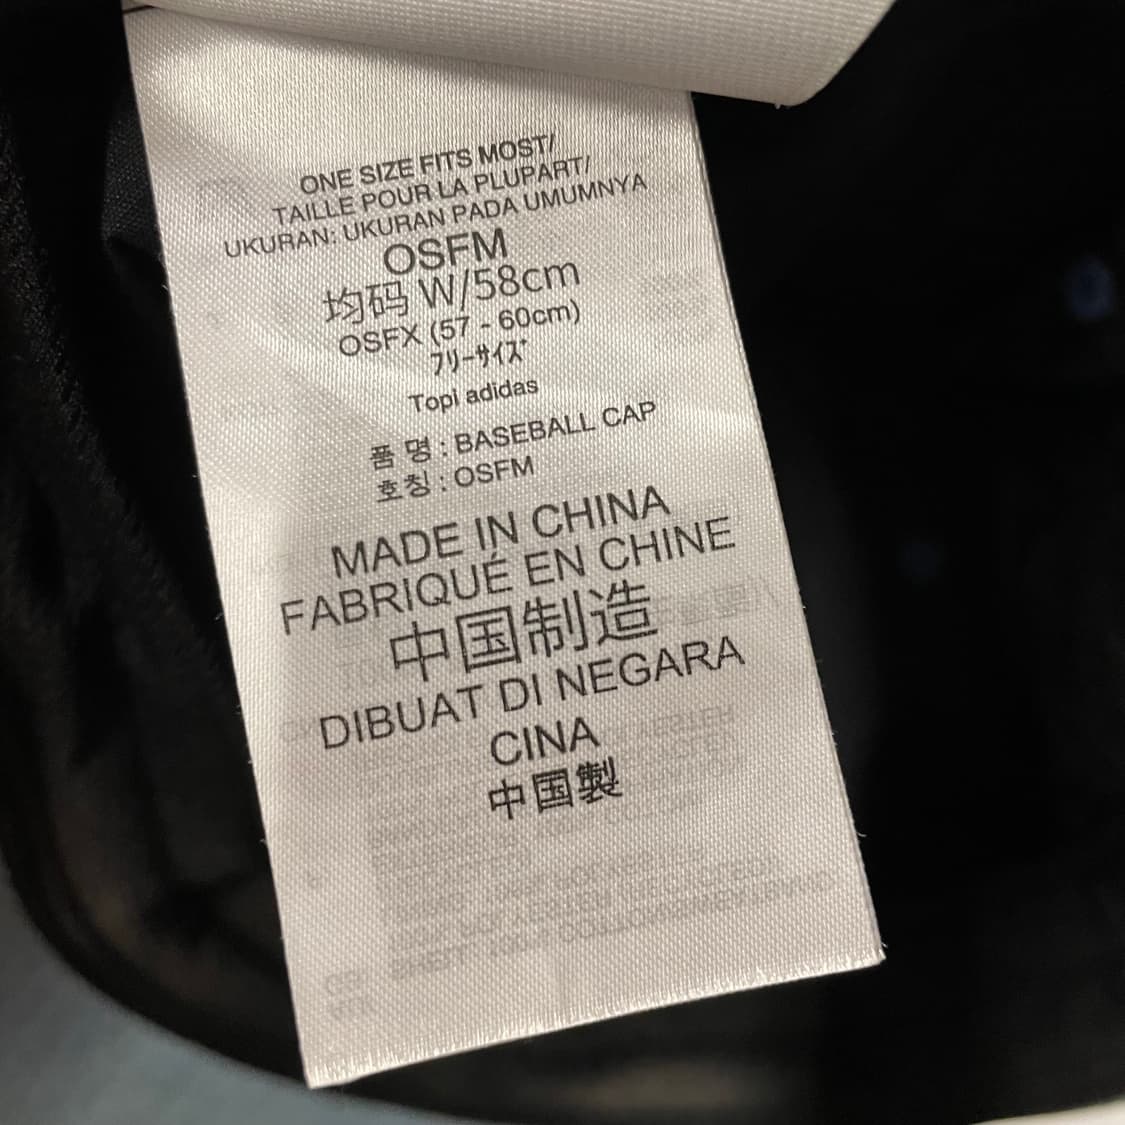 ONE SIZE FITS MOST/
TAILLE POUR LA PLUPART/
UKURAN: UKURAN PADA UMUMNYA
OSFM
均码 W/58cm
OSFX (57 - 60cm)
フリーサイズ
Topi adidas
품 명 : BASEBALL CAP
호칭 : OSFM
MADE IN CHINA
FABRIQUÉ EN CHINE
中国制造
DIBUAT DI NEGARA
CINA
中国製